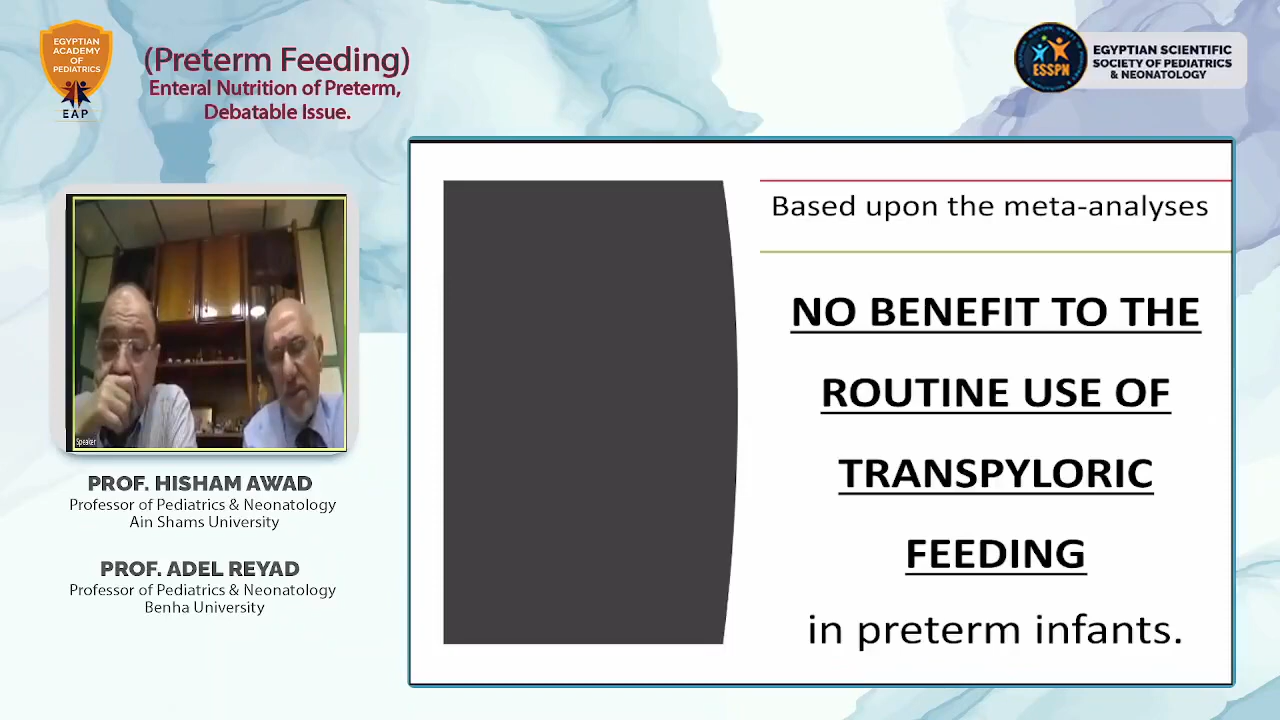 EGYPTIAN
ACADEMY
OF
PEDIATRICS
EAP
(Preterm Feeding)
Enteral Nutrition of Preterm,
Debatable Issue.
ESSPN
EGYPTIAN SCIENTIFIC
SOCIETY OF PEDIATRICS
& NEONATOLOGY
Speaker
PROF. HISHAM AWAD
Professor of Pediatrics & Neonatology
Ain Shams University
PROF. ADEL REYAD
Professor of Pediatrics & Neonatology
Benha University
Based upon the meta-analyses
NO BENEFIT TO THE
ROUTINE USE OF
TRANSPYLORIC
FEEDING
in preterm infants.